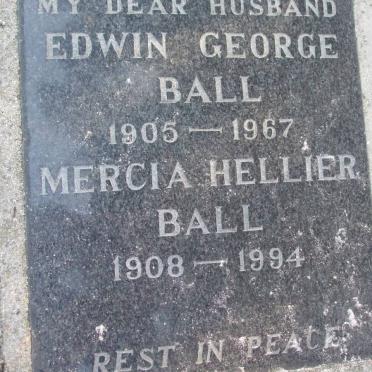 MY DEAR HUSBAND
EDWIN GEORGE
BALL
1905 — 1967
MERCIA HELLIER
BALL
1908 — 1994
REST IN PEACE